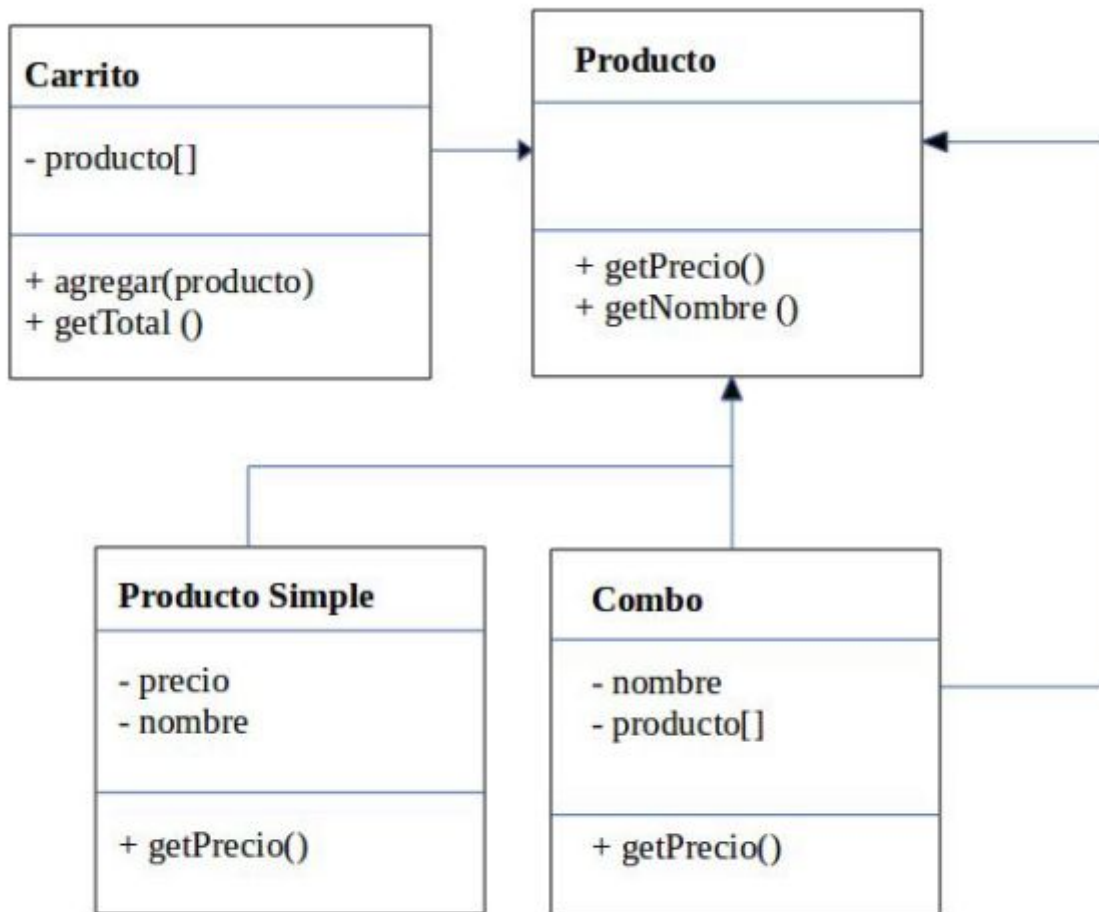 Carrito
- producto[]
+ agregar(producto)
+ getTotal ()
Producto
+ getPrecio()
+ getNombre ()
Producto Simple
- precio
- nombre
+ getPrecio()
Combo
- nombre
- producto[]
+ getPrecio()